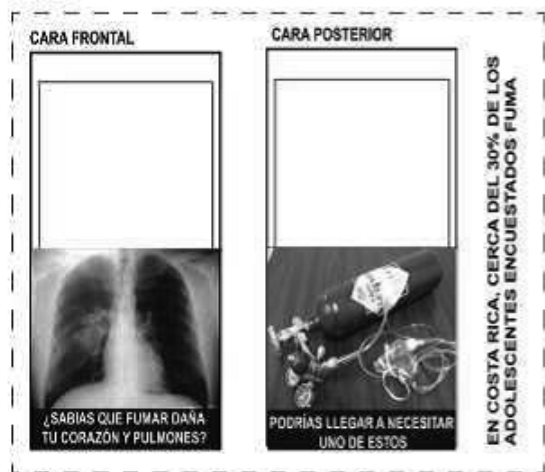 CARA FRONTAL
CARA POSTERIOR
¿SABIAS QUE FUMAR DAÑA
TU CORAZÓN Y PULMONES?
PODRÍAS LLEGAR A NECESITAR
UNO DE ESTOS
EN COSTA RICA, CERCA DEL 30% DE LOS
ADOLESCENTES ENCUESTADOS FUMA